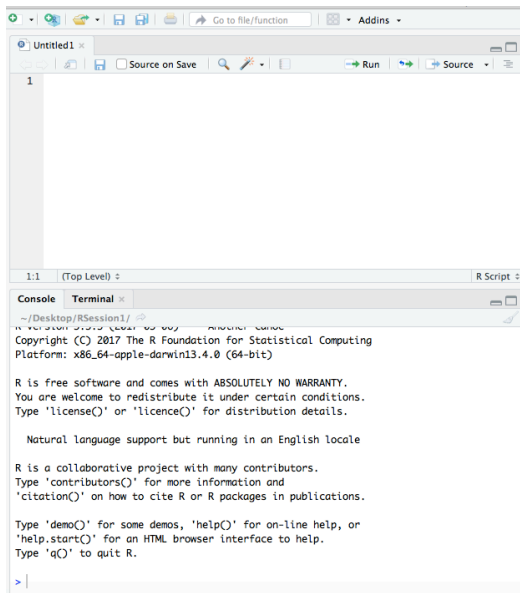 Go to file/function Addins
Untitled1 ×
Source on Save Run Source
1
1:1 (Top Level) R Script
Console Terminal ×
~/Desktop/RSession1/
Copyright (C) 2017 The R Foundation for Statistical Computing
Platform: x86_64-apple-darwin13.4.0 (64-bit)
R is free software and comes with ABSOLUTELY NO WARRANTY.
You are welcome to redistribute it under certain conditions.
Type 'license()' or 'licence()' for distribution details.
Natural language support but running in an English locale
R is a collaborative project with many contributors.
Type 'contributors()' for more information and
'citation()' on how to cite R or R packages in publications.
Type 'demo()' for some demos, 'help()' for on-line help, or
'help.start()' for an HTML browser interface to help.
Type 'q()' to quit R.
>